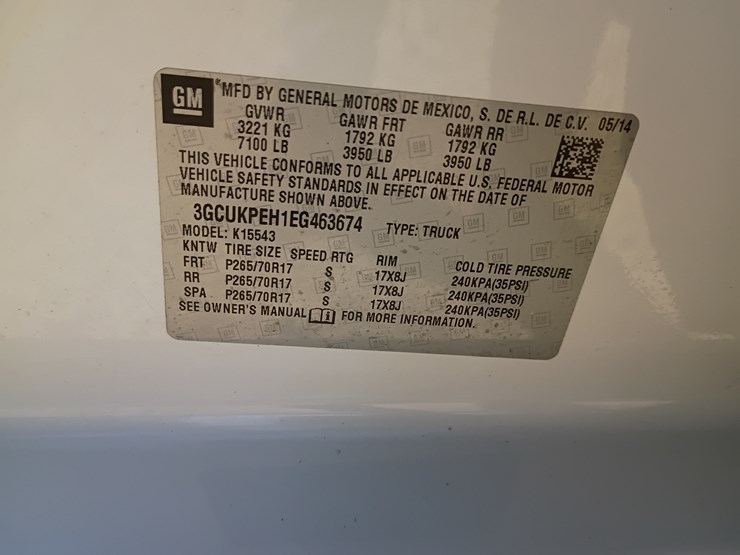 GM
MFD BY GENERAL MOTORS DE MEXICO, S. DE R.L. DE C.V. 05/14
GVWR GAWR FRT GAWR RR
3221 KG 1792 KG 1792 KG
7100 LB 3950 LB 3950 LB
THIS VEHICLE CONFORMS TO ALL APPLICABLE U.S. FEDERAL MOTOR
VEHICLE SAFETY STANDARDS IN EFFECT ON THE DATE OF
MANUFACTURE SHOWN ABOVE.
3GCUKPEH1EG463674 TYPE: TRUCK
MODEL: K15543
KNTW TIRE SIZE SPEED RTG RIM COLD TIRE PRESSURE
FRT P265/70R17 S 17X8J 240KPA(35PSI)
RR P265/70R17 S 17X8J 240KPA(35PSI)
SPA P265/70R17 S 17X8J 240KPA(35PSI)
SEE OWNER'S MANUAL FOR MORE INFORMATION.